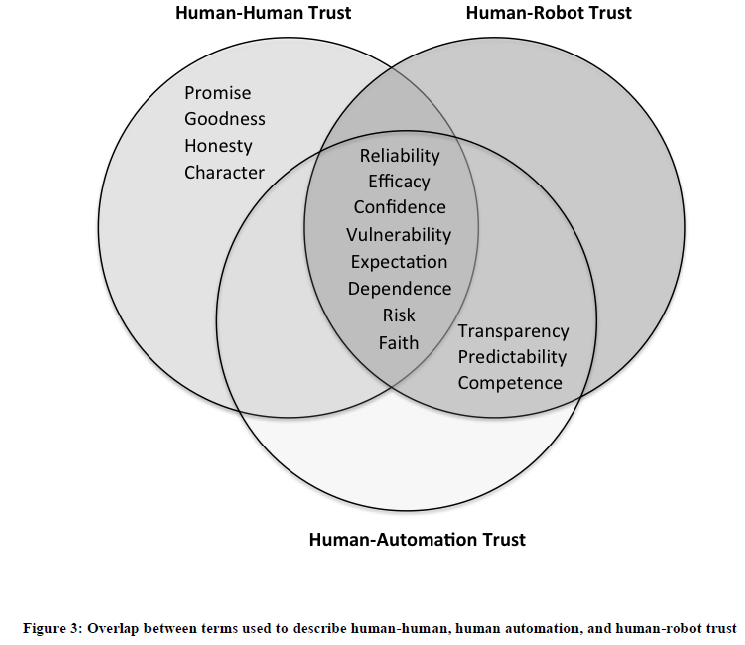 Human-Human Trust
Human-Robot Trust
Promise
Goodness
Honesty
Character
Reliability
Efficacy
Confidence
Vulnerability
Expectation
Dependence
Risk
Faith
Transparency
Predictability
Competence
Human-Automation Trust
Figure 3: Overlap between terms used to describe human-human, human automation, and human-robot trust